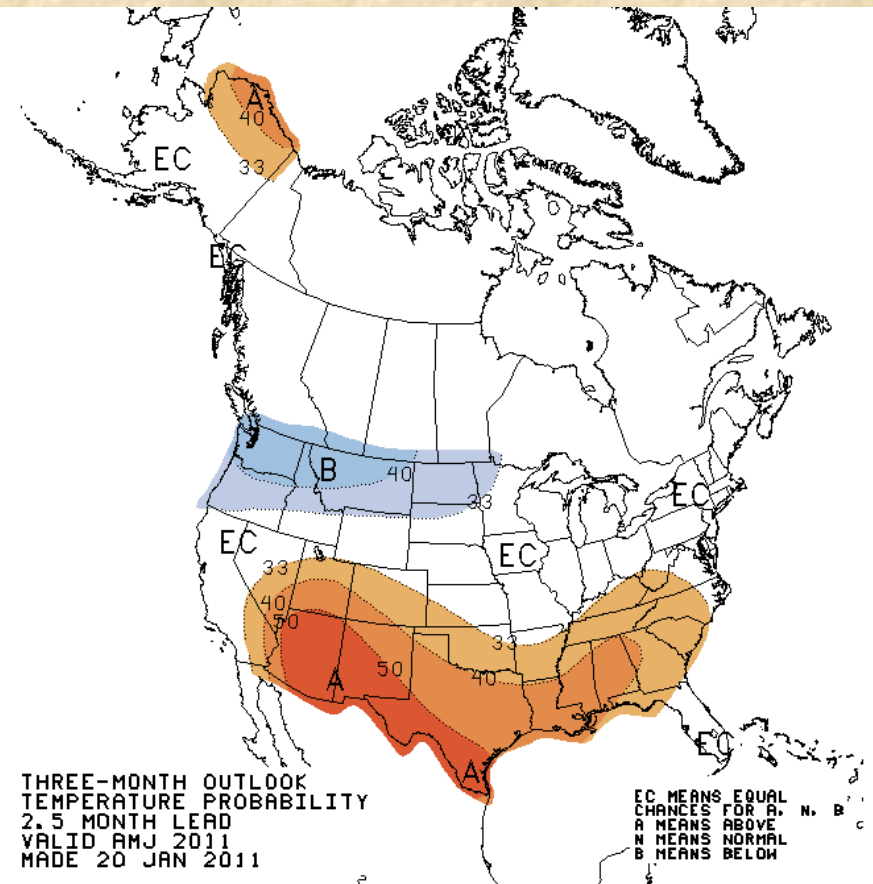 A
40
EC
33
EC
B
40
33
EC
EC
EC
33
40
50
33
50
40
A
EC
A
THREE-MONTH OUTLOOK
TEMPERATURE PROBABILITY
2.5 MONTH LEAD
VALID AMJ 2011
MADE 20 JAN 2011
EC MEANS EQUAL
CHANCES FOR A, N, B
A MEANS ABOVE
N MEANS NORMAL
B MEANS BELOW